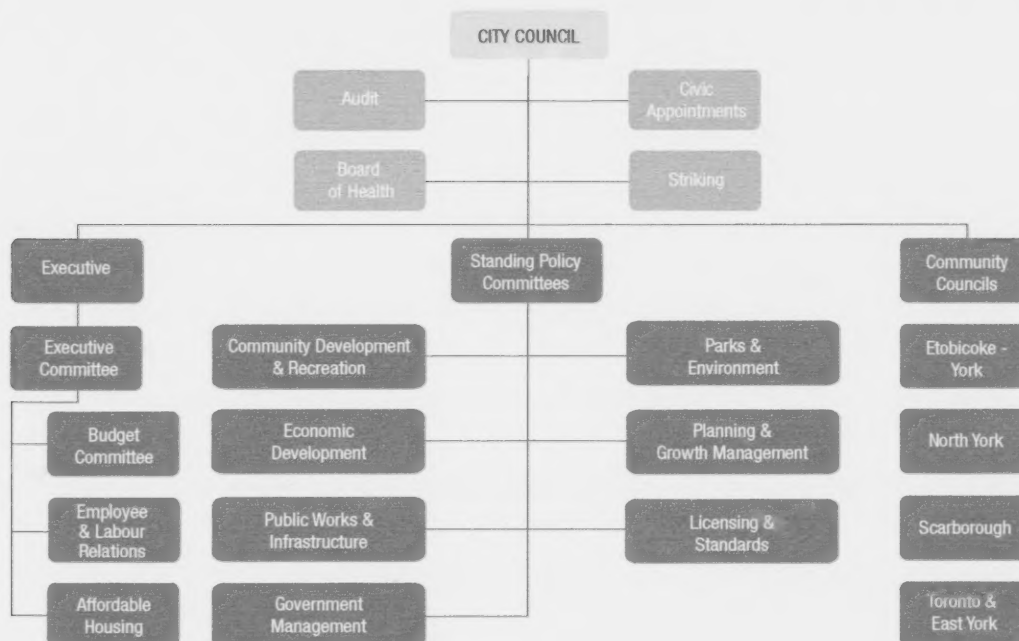 CITY COUNCIL
Audit
Civic
Appointments
Board
of Health
Striking
Executive
Standing Policy
Committees
Community
Councils
Executive
Committee
Community Development
& Recreation
Parks &
Environment
Etobicoke -
York
Budget
Committee
Economic
Development
Planning &
Growth Management
North York
Employee
& Labour
Relations
Public Works &
Infrastructure
Licensing &
Standards
Scarborough
Affordable
Housing
Government
Management
Toronto &
East York